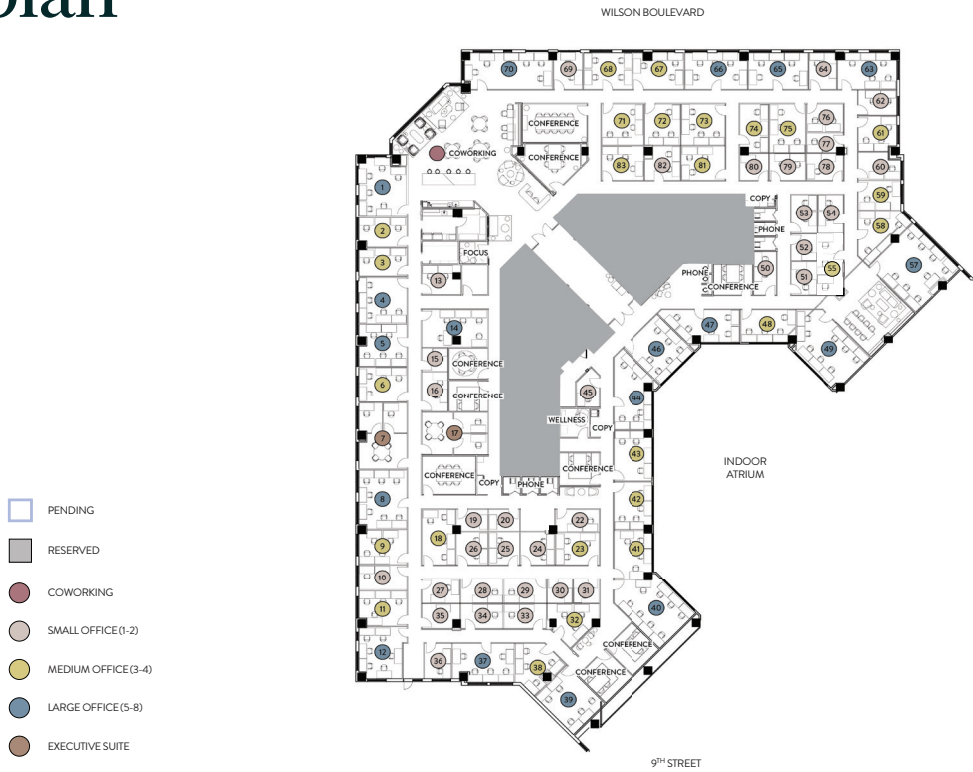 plan
WILSON BOULEVARD
70 69 68 67 66 65 64 63
62
CONFERENCE 71 72 73 74 75 76 61
77
COWORKING CONFERENCE 83 82 81 80 79 78 60
1
COPY 59
53 54
2 PHONE 58
FOCUS 52
3 PHONE 50 55 57
13 CONFERENCE 51
4
14 47 48
5 46 49
15 CONFERENCE
6 16 CONFERENCE 45 44
WELLNESS COPY
7 17
43 INDOOR
ATRIUM
CONFERENCE CONFERENCE
8 COPY PHONE 42
PENDING
19 20 22
18
9 26 25 24 23 41
RESERVED
10
27 28 29 30 31
COWORKING
11 35 34 33 32 40
SMALL OFFICE (1-2)
CONFERENCE
12 36 37 38
MEDIUM OFFICE (3-4)
CONFERENCE
39
LARGE OFFICE (5-8)
EXECUTIVE SUITE
9TH STREET